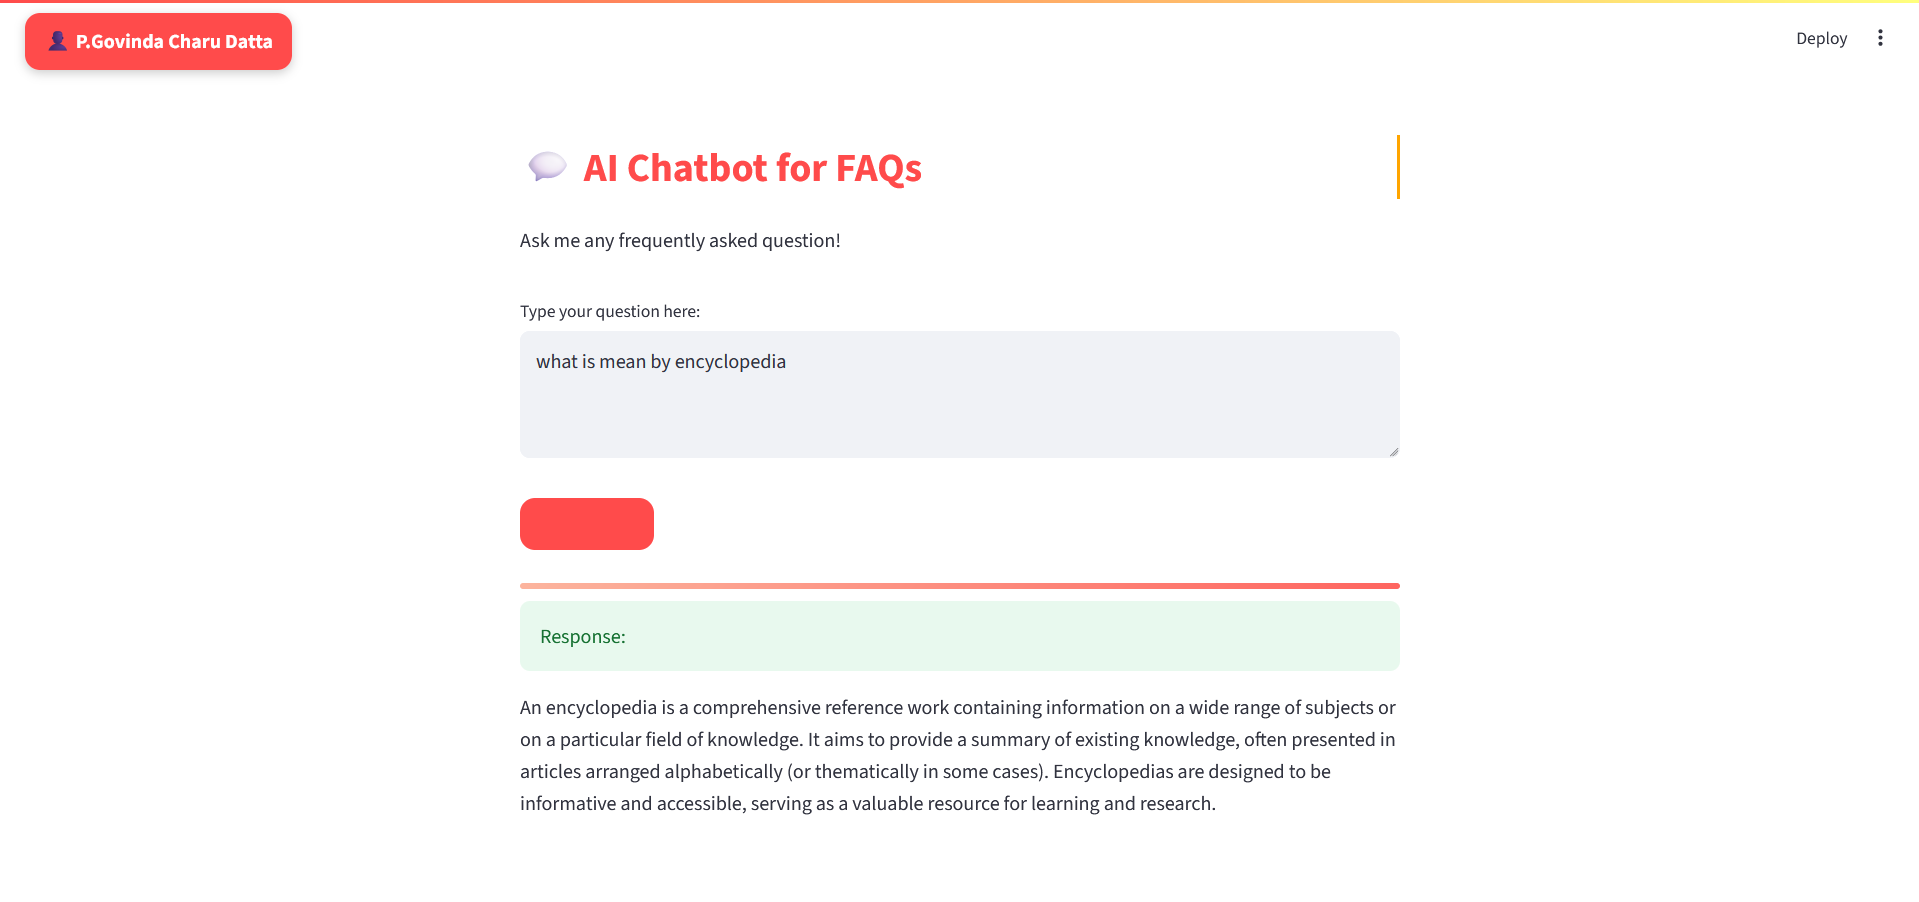 P.Govinda Charu Datta
Deploy
AI Chatbot for FAQs
Ask me any frequently asked question!
Type your question here:
what is mean by encyclopedia
Response:
An encyclopedia is a comprehensive reference work containing information on a wide range of subjects or
on a particular field of knowledge. It aims to provide a summary of existing knowledge, often presented in
articles arranged alphabetically (or thematically in some cases). Encyclopedias are designed to be
informative and accessible, serving as a valuable resource for learning and research.